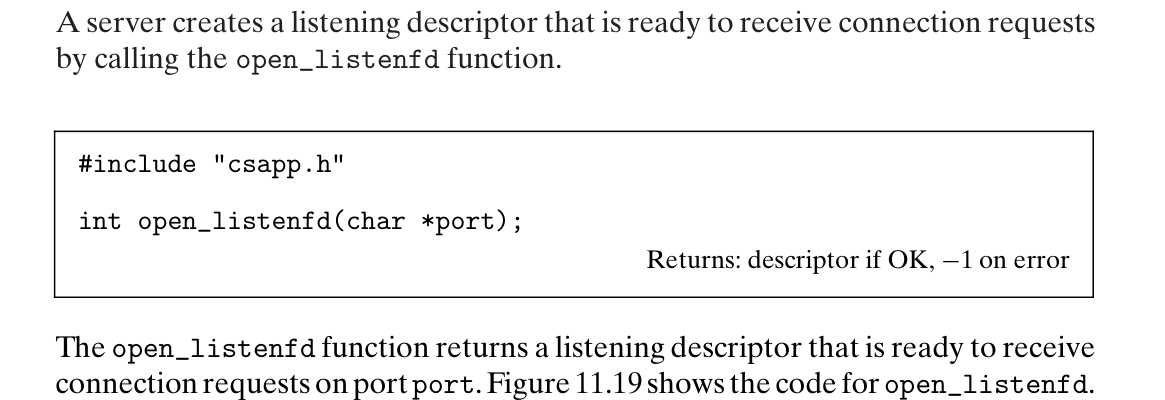 A server creates a listening descriptor that is ready to receive connection requests
by calling the open_listenfd function.
#include "csapp.h"
int open_listenfd(char *port);
Returns: descriptor if OK, −1 on error
The open_listenfd function returns a listening descriptor that is ready to receive
connection requests on port port. Figure 11.19 shows the code for open_listenfd.